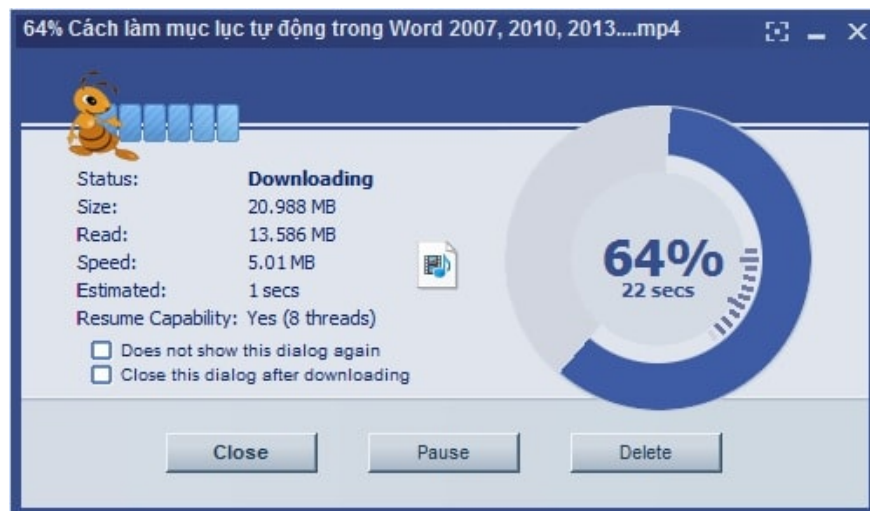 64% Cách làm mục lục tự động trong Word 2007, 2010, 2013....mp4
Status: Downloading
Size: 20.988 MB
Read: 13.586 MB
Speed: 5.01 MB
Estimated: 1 secs
Resume Capability: Yes (8 threads)
Does not show this dialog again
Close this dialog after downloading
64%
22 secs
Close Pause Delete